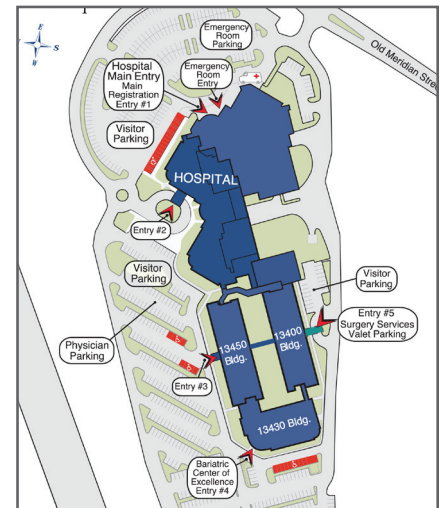 E
N
S
W
Emergency
Room
Parking
Old Meridian Street
Hospital
Main Entry
Main
Registration
Entry #1
Emergency
Room
Entry
Visitor
Parking
HOSPITAL
Entry #2
Visitor
Parking
Visitor
Parking
Physician
Parking
Entry #5
Surgery Services
Valet Parking
13450
Bldg.
13400
Bldg.
Entry #3
13430 Bldg.
Bariatric
Center of
Excellence
Entry #4